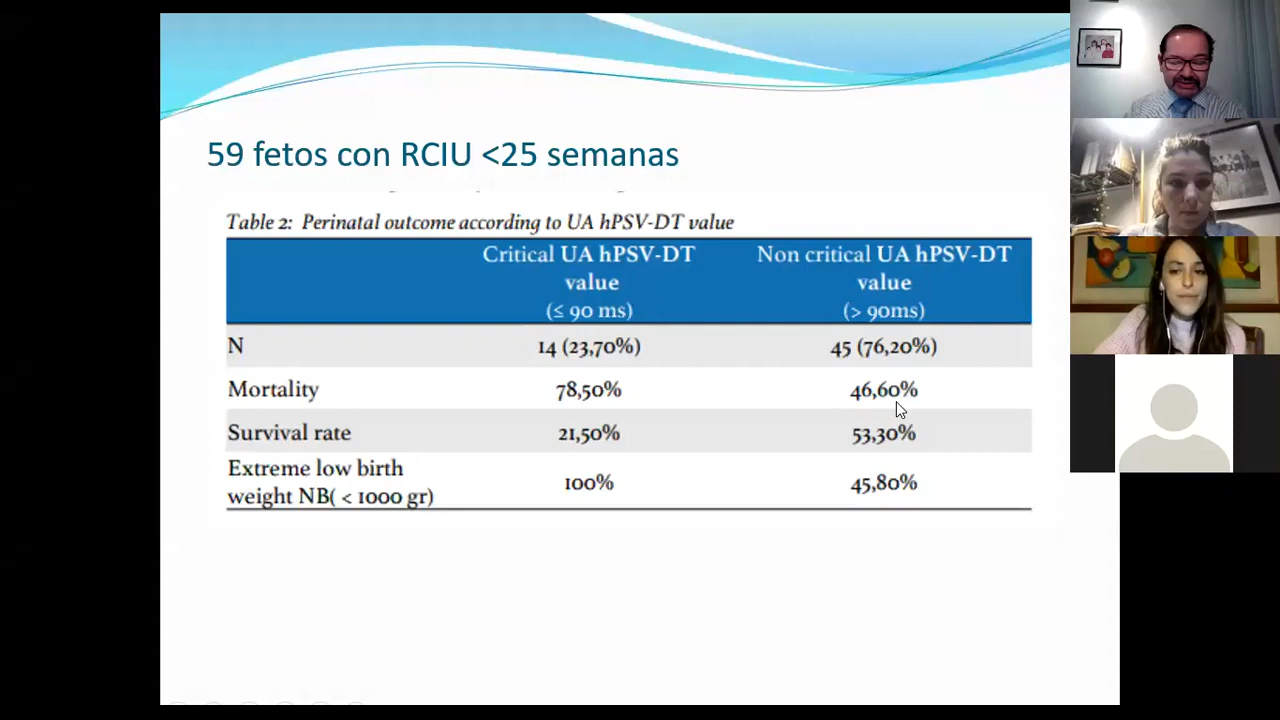 59 fetos con RCIU <25 semanas
Table 2: Perinatal outcome according to UA hPSV-DT value
Critical UA hPSV-DT value (≤ 90 ms)
Non critical UA hPSV-DT value (> 90ms)
N 14 (23,70%) 45 (76,20%)
Mortality 78,50% 46,60%
Survival rate 21,50% 53,30%
Extreme low birth weight NB( < 1000 gr) 100% 45,80%